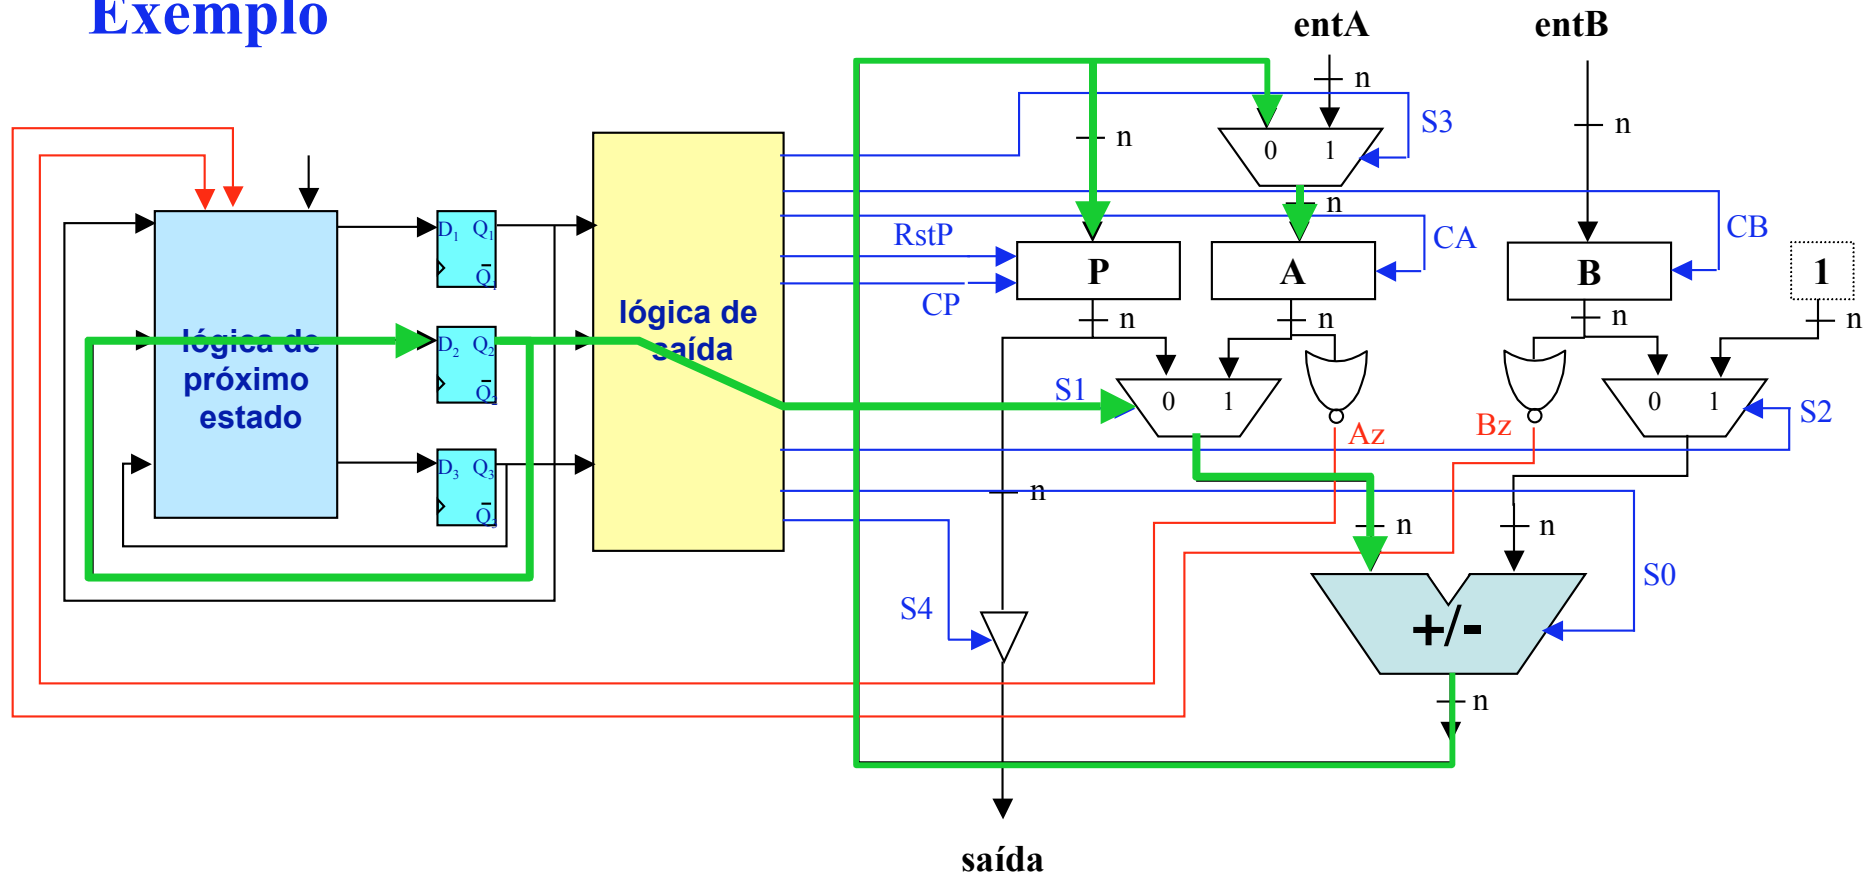 Exemplo
entA
entB
n
n
n
S3
0 1
n
CB
CA
RstP
CP
P
A
B
1
D1 Q1
Q1
lógica de
próximo
estado
D2 Q2
Q2
D3 Q3
Q3
lógica de
saída
n
n
n
n
S1
0 1
0 1
S2
Az
Bz
n
n
n
S0
S4
+/-
n
saída